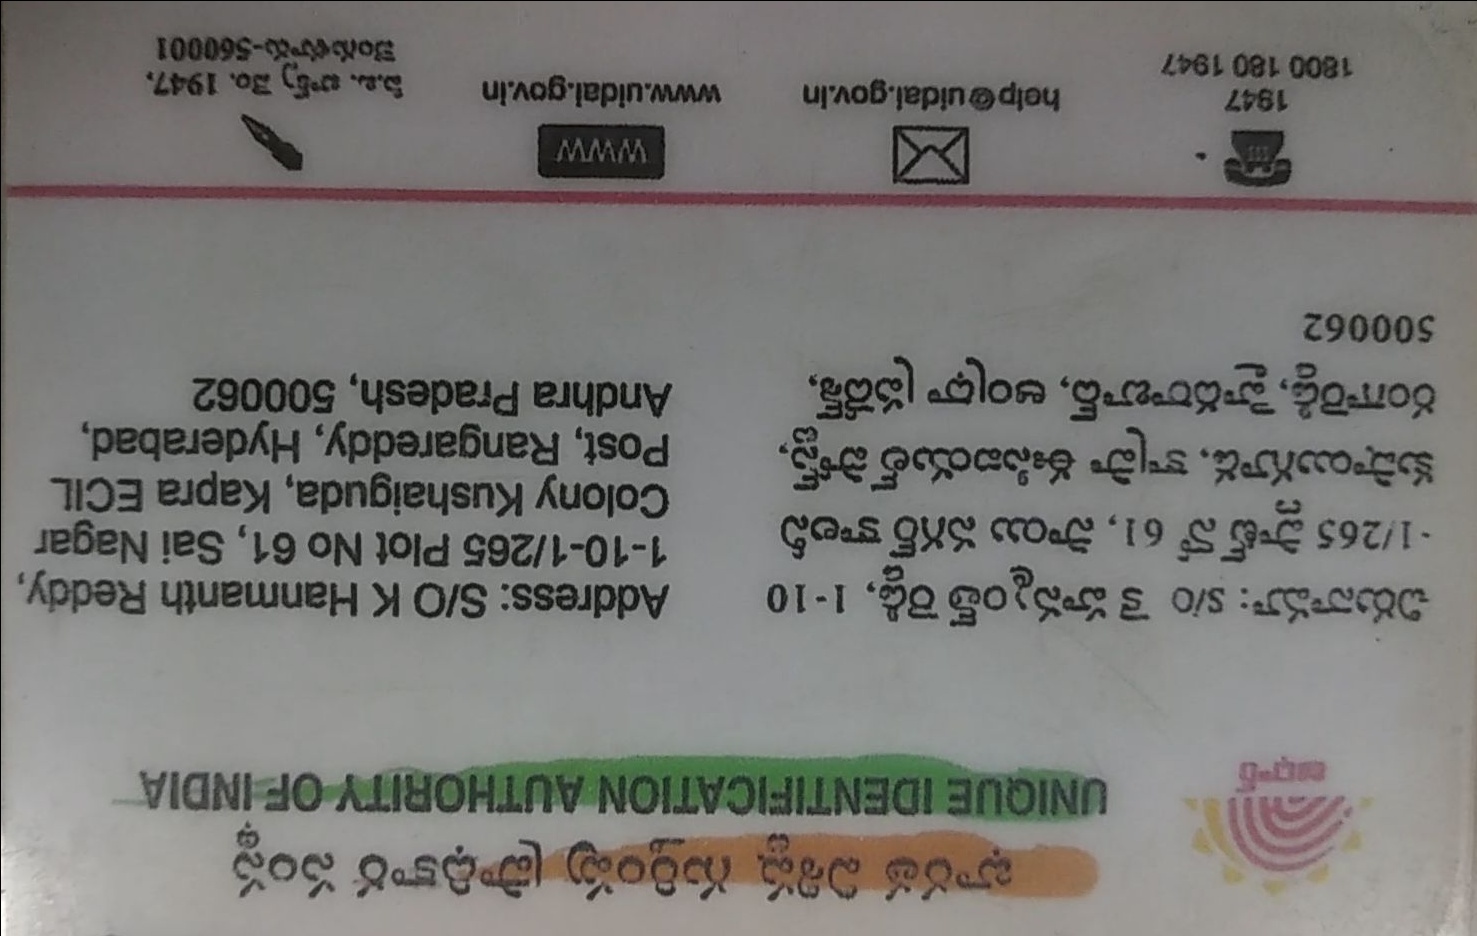 భారత విశిష్ట గుర్తింపు ప్రాధికార సంస్థ
UNIQUE IDENTIFICATION AUTHORITY OF INDIA
ఆధార్
చిరునామా: S/O కె హన్మంత్ రెడ్డి, 1-10
-1/265 ప్లాట్ నో 61, సాయి నగర్ కాలనీ
కుషాయిగూడ, కాప్రా ఈసిఐయల్ పోస్ట్,
రంగారెడ్డి, హైదరాబాద్, ఆంధ్రా ప్రదేశ్,
500062
Address: S/O K Hanmanth Reddy,
1-10-1/265 Plot No 61, Sai Nagar
Colony Kushaiguda, Kapra ECIL
Post, Rangareddy, Hyderabad,
Andhra Pradesh, 500062
1947
1800 180 1947
help@uidai.gov.in
WWW
www.uidai.gov.in
పి.బి. బాక్స్ నెం. 1947,
బెంగుళూరు-560001